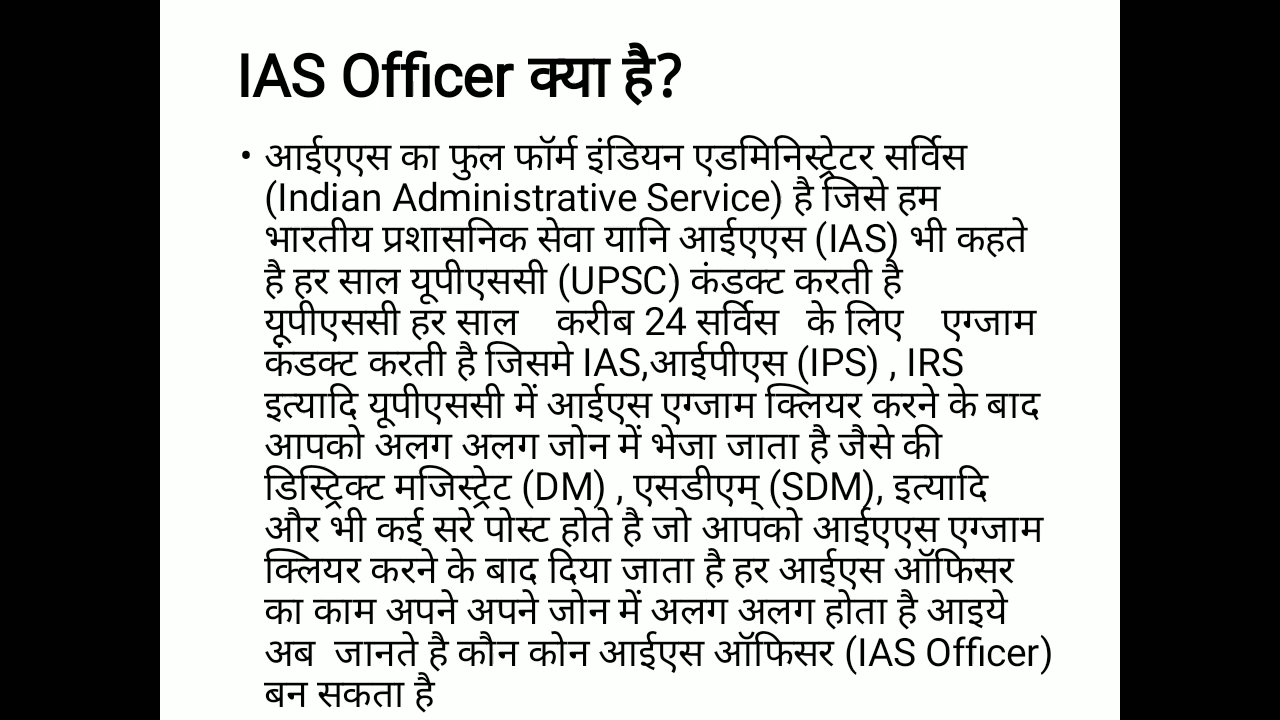 IAS Officer क्या है?
• आईएएस का फुल फॉर्म इंडियन एडमिनिस्ट्रेटर सर्विस
(Indian Administrative Service) है जिसे हम
भारतीय प्रशासनिक सेवा यानि आईएएस (IAS) भी कहते
है हर साल यूपीएससी (UPSC) कंडक्ट करती है
यूपीएससी हर साल    करीब 24 सर्विस   के लिए    एग्जाम
कंडक्ट करती है जिसमे IAS,आईपीएस (IPS) , IRS
इत्यादि यूपीएससी में आईएस एग्जाम क्लियर करने के बाद
आपको अलग अलग जोन में भेजा जाता है जैसे की
डिस्ट्रिक्ट मजिस्ट्रेट (DM) , एसडीएम् (SDM), इत्यादि
और भी कई सरे पोस्ट होते है जो आपको आईएएस एग्जाम
क्लियर करने के बाद दिया जाता है हर आईएस ऑफिसर
का काम अपने अपने जोन में अलग अलग होता है आइये
अब  जानते है कौन कोन आईएस ऑफिसर (IAS Officer)
बन सकता है